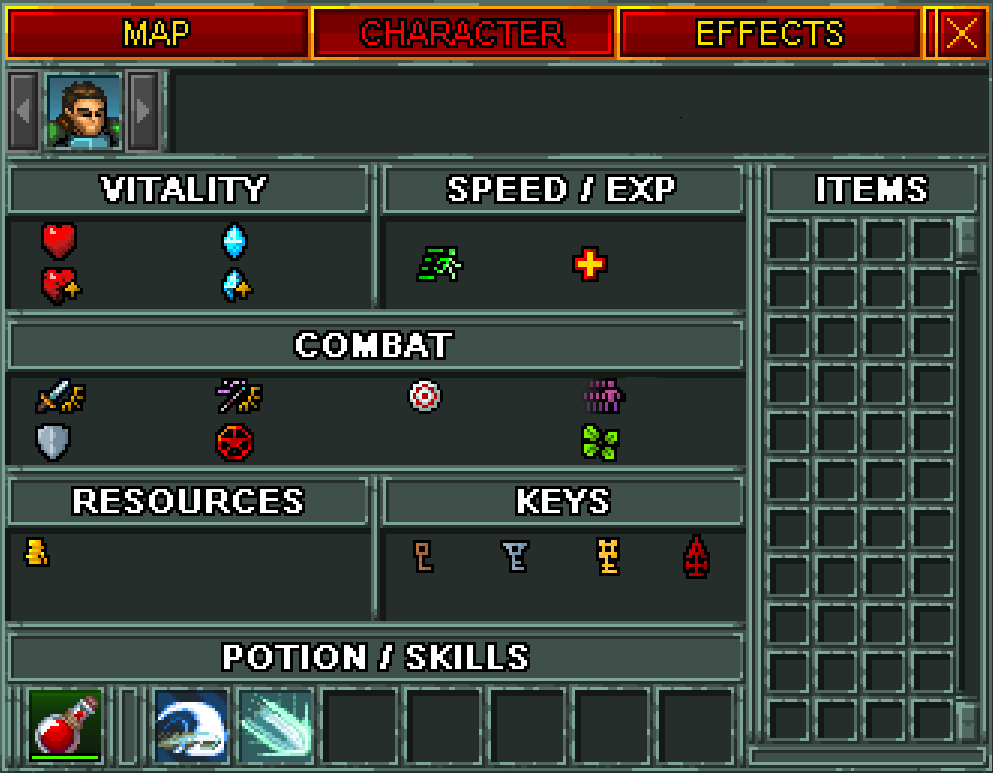 MAP CHARACTER EFFECTS
VITALITY SPEED / EXP ITEMS
COMBAT
RESOURCES KEYS
POTION / SKILLS